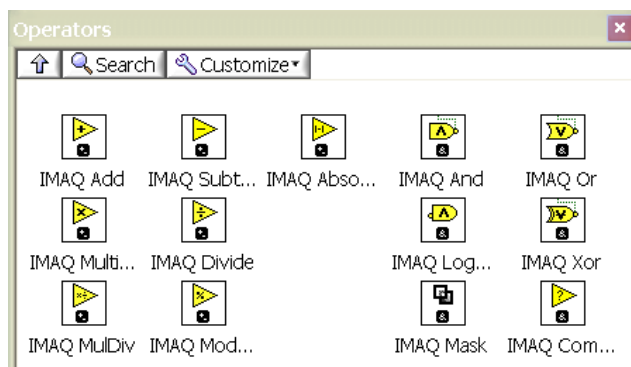 Operators
Search Customize
IMAQ Add IMAQ Subt... IMAQ Abso... IMAQ And IMAQ Or
IMAQ Multi... IMAQ Divide IMAQ Log... IMAQ Xor
IMAQ MulDiv IMAQ Mod... IMAQ Mask IMAQ Com...